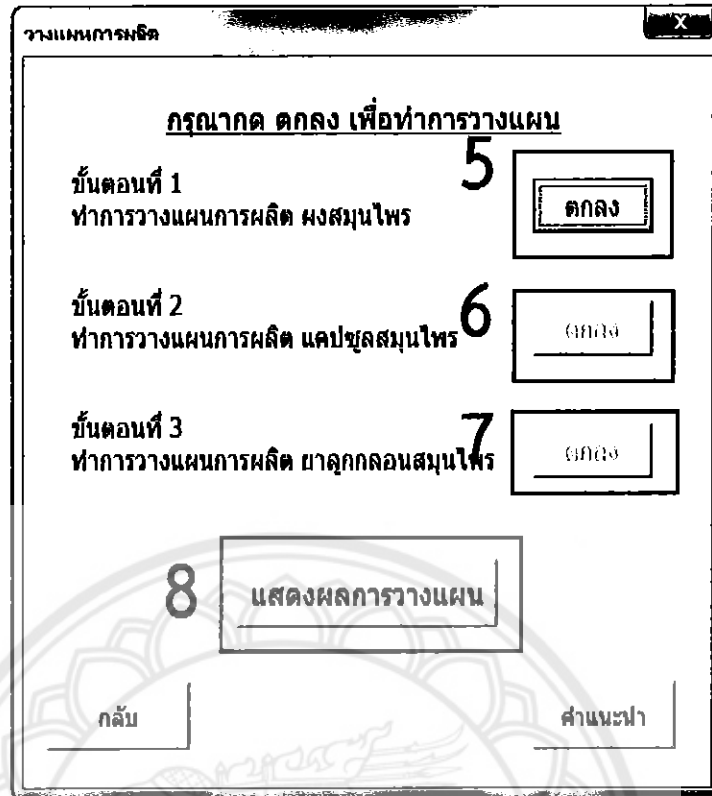 วางแผนการผลิต
X
กรุณากด ตกลง เพื่อทำการวางแผน
ขั้นตอนที่ 1
5
ตกลง
ทำการวางแผนการผลิต ผงสมุนไพร
ขั้นตอนที่ 2
6
ตกลง
ทำการวางแผนการผลิต แคปซูลสมุนไพร
ขั้นตอนที่ 3
7
ตกลง
ทำการวางแผนการผลิต ยาลูกกลอนสมุนไพร
8
แสดงผลการวางแผน
กลับ
คำแนะนำ